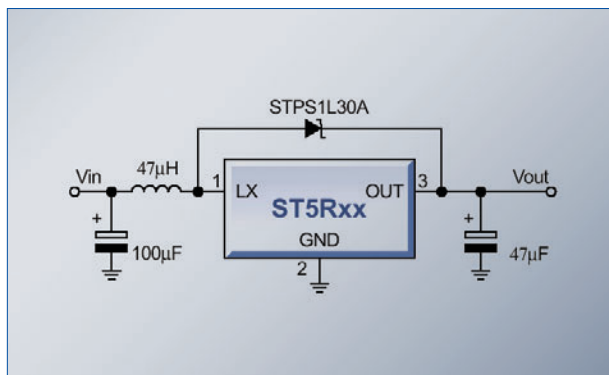 STPS1L30A
Vin
47µH
1
LX
OUT
3
Vout
ST5Rxx
GND
2
+
100µF
+
47µF